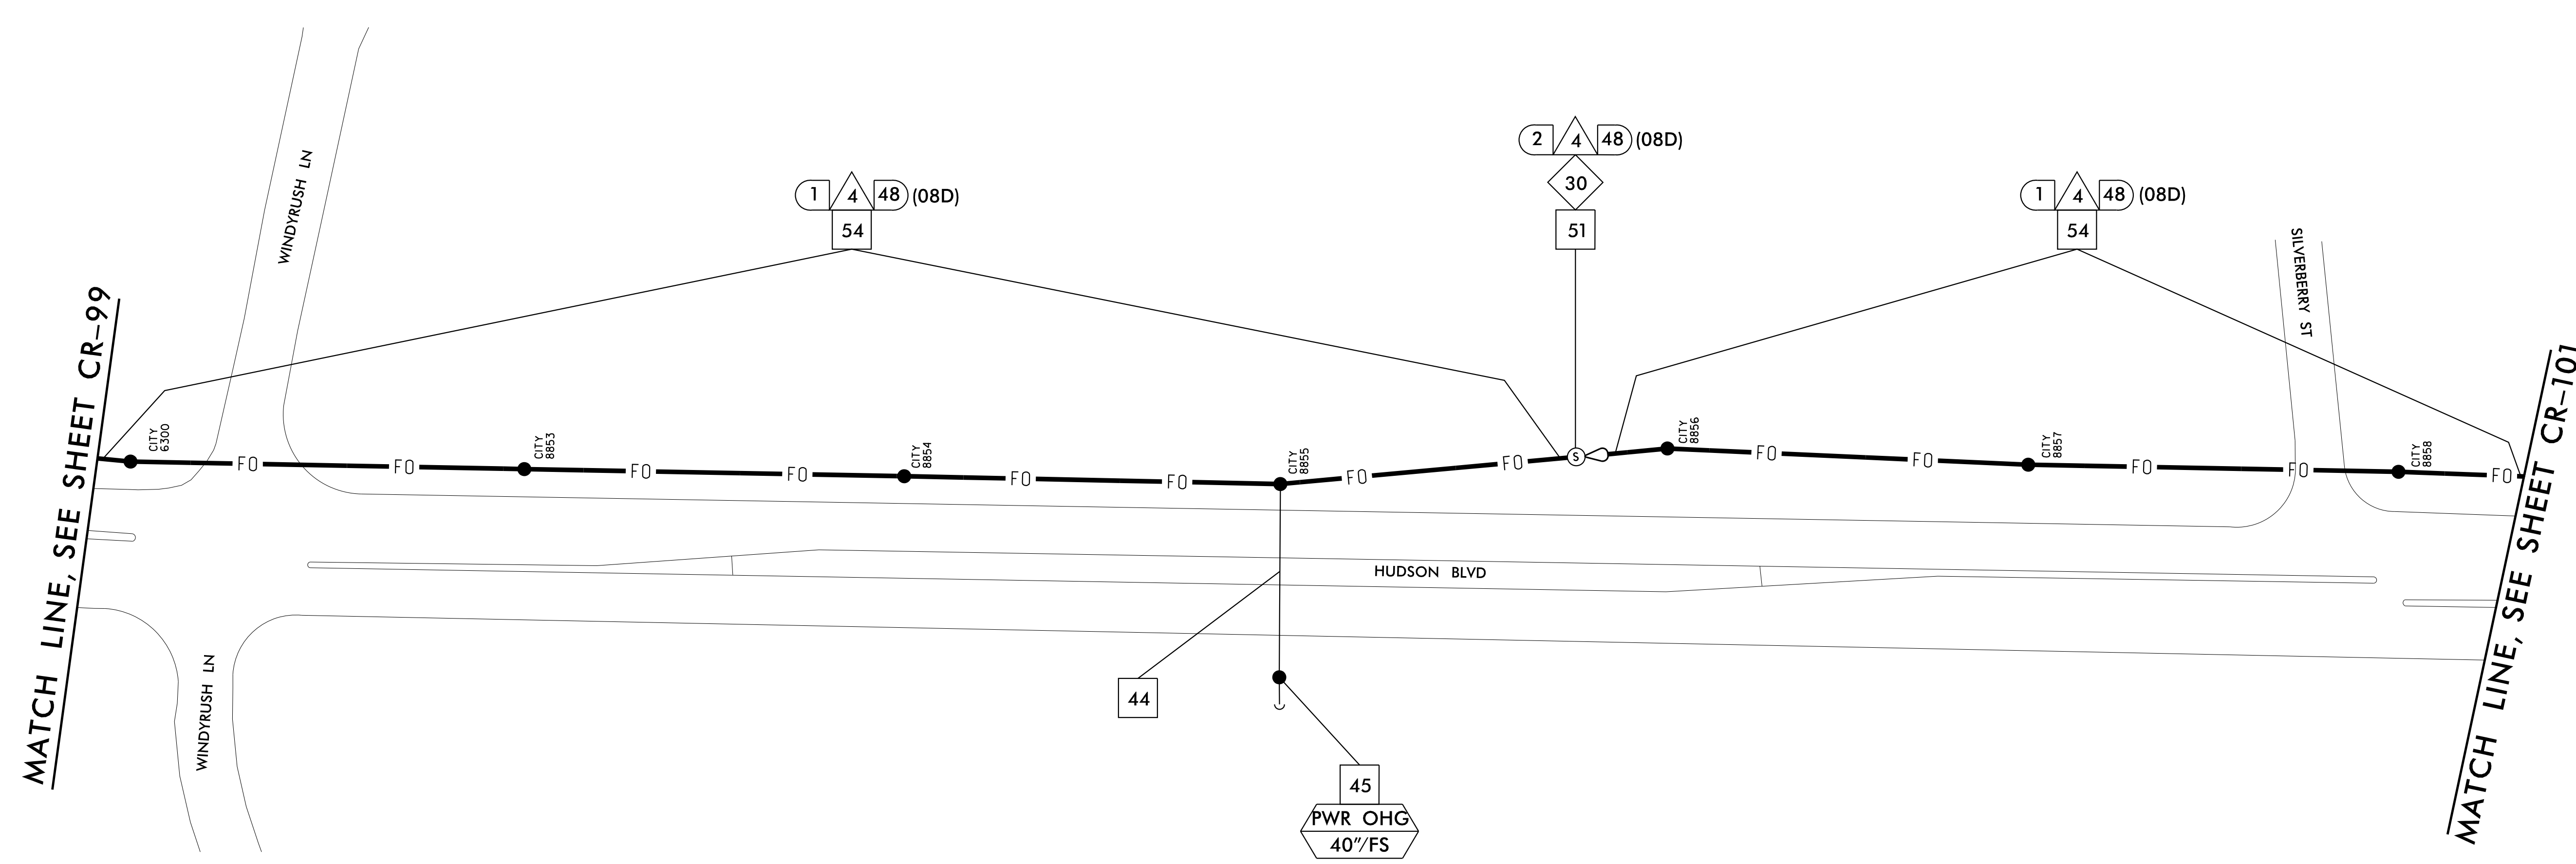 2 4 48 (08D)
30
51
1 4 48 (08D)
54
1 4 48 (08D)
54
WINDYRUSH LN
SILVERBERRY ST
MATCH LINE, SEE SHEET CR-99
MATCH LINE, SEE SHEET CR-101
CITY
6300
CITY
8853
CITY
8854
CITY
8855
CITY
8856
CITY
8857
CITY
8858
FO FO FO FO FO FO FO FO S FO FO FO FO FO
HUDSON BLVD
WINDYRUSH LN
44
45
PWR OHG
40"/FS